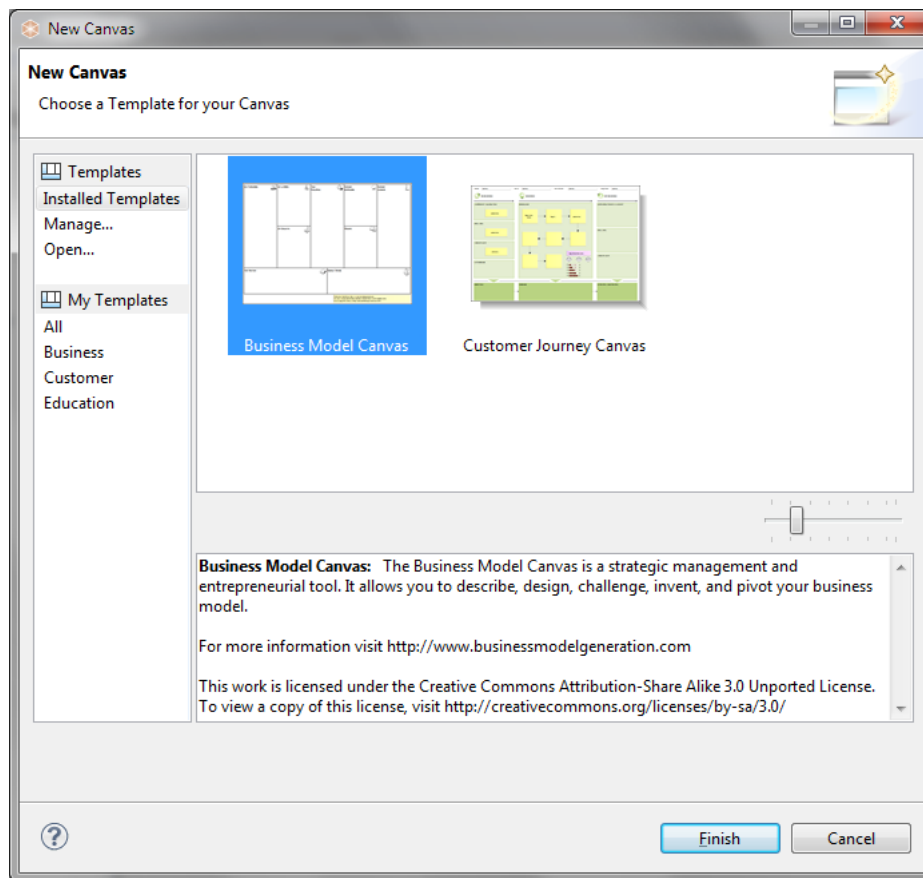 New Canvas
New Canvas
Choose a Template for your Canvas
Templates
Installed Templates
Manage...
Open...
My Templates
All
Business
Customer
Education
Business Model Canvas
Customer Journey Canvas
Business Model Canvas: The Business Model Canvas is a strategic management and
entrepreneurial tool. It allows you to describe, design, challenge, invent, and pivot your business
model.
For more information visit http://www.businessmodelgeneration.com
This work is licensed under the Creative Commons Attribution-Share Alike 3.0 Unported License.
To view a copy of this license, visit http://creativecommons.org/licenses/by-sa/3.0/
?
Finish
Cancel